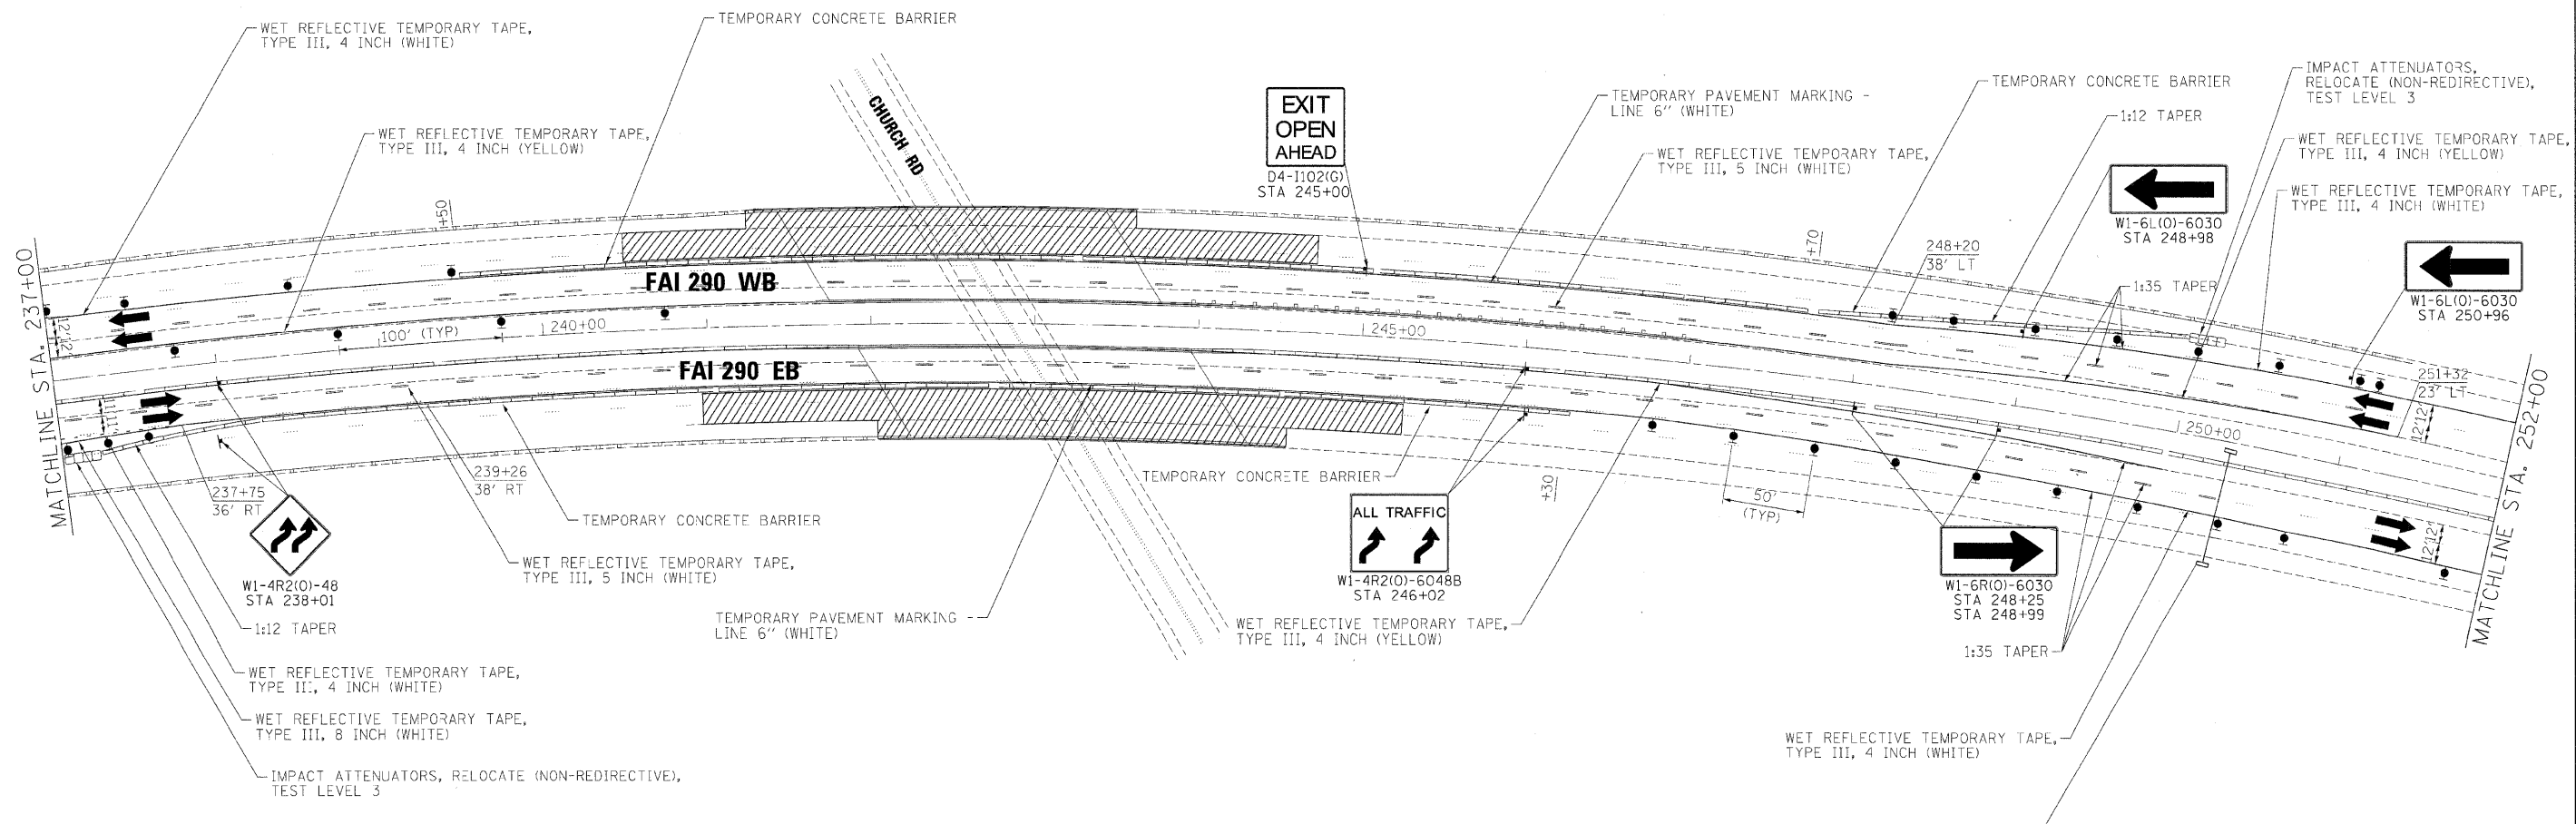 WET REFLECTIVE TEMPORARY TAPE,
TYPE III, 4 INCH (WHITE)
TEMPORARY CONCRETE BARRIER
WET REFLECTIVE TEMPORARY TAPE,
TYPE III, 4 INCH (YELLOW)
CHURCH RD
EXIT
OPEN
AHEAD
D4-I102(G)
STA 245+00
TEMPORARY PAVEMENT MARKING -
LINE 6" (WHITE)
WET REFLECTIVE TEMPORARY TAPE,
TYPE III, 5 INCH (WHITE)
TEMPORARY CONCRETE BARRIER
1:12 TAPER
IMPACT ATTENUATORS,
RELOCATE (NON-REDIRECTIVE),
TEST LEVEL 3
WET REFLECTIVE TEMPORARY TAPE,
TYPE III, 4 INCH (YELLOW)
WET REFLECTIVE TEMPORARY TAPE,
TYPE III, 4 INCH (WHITE)
W1-6L(O)-6030
STA 248+98
W1-6L(O)-6030
STA 250+96
+50
+70
248+20
38' LT
1:35 TAPER
251+32
23' LT
MATCHLINE STA. 237+00
12'
12'
FAI 290 WB
100' (TYP)
240+00
245+00
250+00
12'
12'
MATCHLINE STA. 252+00
FAI 290 EB
11'
237+75
36' RT
239+26
38' RT
W1-4R2(O)-48
STA 238+01
TEMPORARY CONCRETE BARRIER
WET REFLECTIVE TEMPORARY TAPE,
TYPE III, 5 INCH (WHITE)
TEMPORARY PAVEMENT MARKING --
LINE 6" (WHITE)
TEMPORARY CONCRETE BARRIER
+30
50'
(TYP)
ALL TRAFFIC
W1-4R2(O)-6048B
STA 246+02
WET REFLECTIVE TEMPORARY TAPE,
TYPE III, 4 INCH (YELLOW)
W1-6R(O)-6030
STA 248+25
STA 248+99
12'
12'
1:35 TAPER
WET REFLECTIVE TEMPORARY TAPE,
TYPE III, 4 INCH (WHITE)
1:12 TAPER
WET REFLECTIVE TEMPORARY TAPE,
TYPE III, 4 INCH (WHITE)
WET REFLECTIVE TEMPORARY TAPE,
TYPE III, 8 INCH (WHITE)
IMPACT ATTENUATORS, RELOCATE (NON-REDIRECTIVE),
TEST LEVEL 3